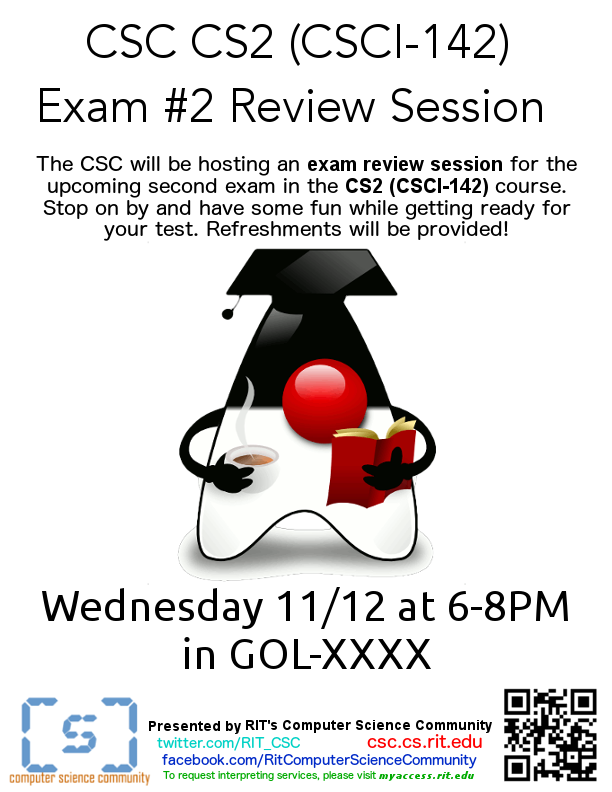 CSC CS2 (CSCI-142)
Exam #2 Review Session
The CSC will be hosting an exam review session for the
upcoming second exam in the CS2 (CSCI-142) course.
Stop on by and have some fun while getting ready for
your test. Refreshments will be provided!
Wednesday 11/12 at 6-8PM
in GOL-XXXX
[s]
computer science community
Presented by RIT's Computer Science Community
twitter.com/RIT_CSC csc.cs.rit.edu
facebook.com/RitComputerScienceCommunity
To request interpreting services, please visit myaccess.rit.edu